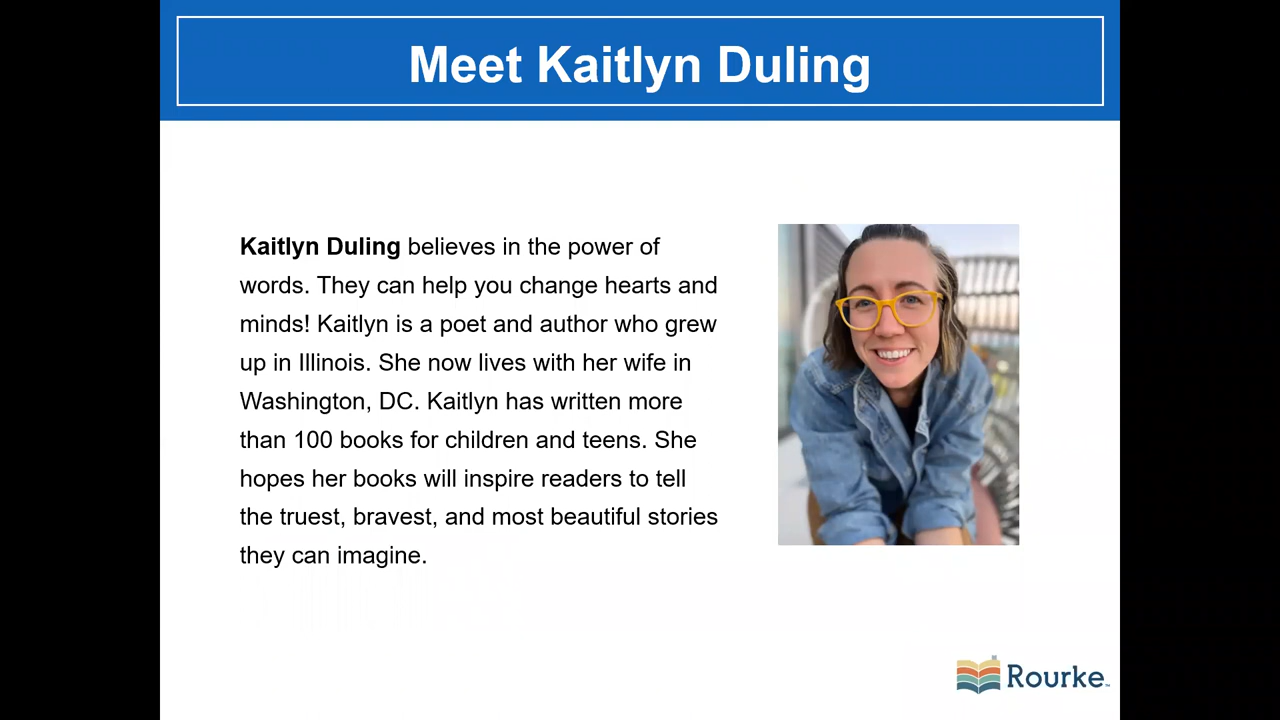 Meet Kaitlyn Duling
Kaitlyn Duling believes in the power of
words. They can help you change hearts and
minds! Kaitlyn is a poet and author who grew
up in Illinois. She now lives with her wife in
Washington, DC. Kaitlyn has written more
than 100 books for children and teens. She
hopes her books will inspire readers to tell
the truest, bravest, and most beautiful stories
they can imagine.
Rourke™